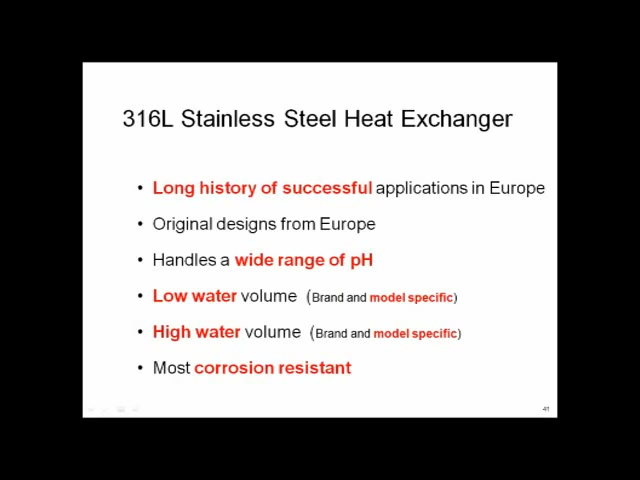 316L Stainless Steel Heat Exchanger
• Long history of successful applications in Europe
• Original designs from Europe
• Handles a wide range of pH
• Low water volume (Brand and model specific)
• High water volume (Brand and model specific)
• Most corrosion resistant
41